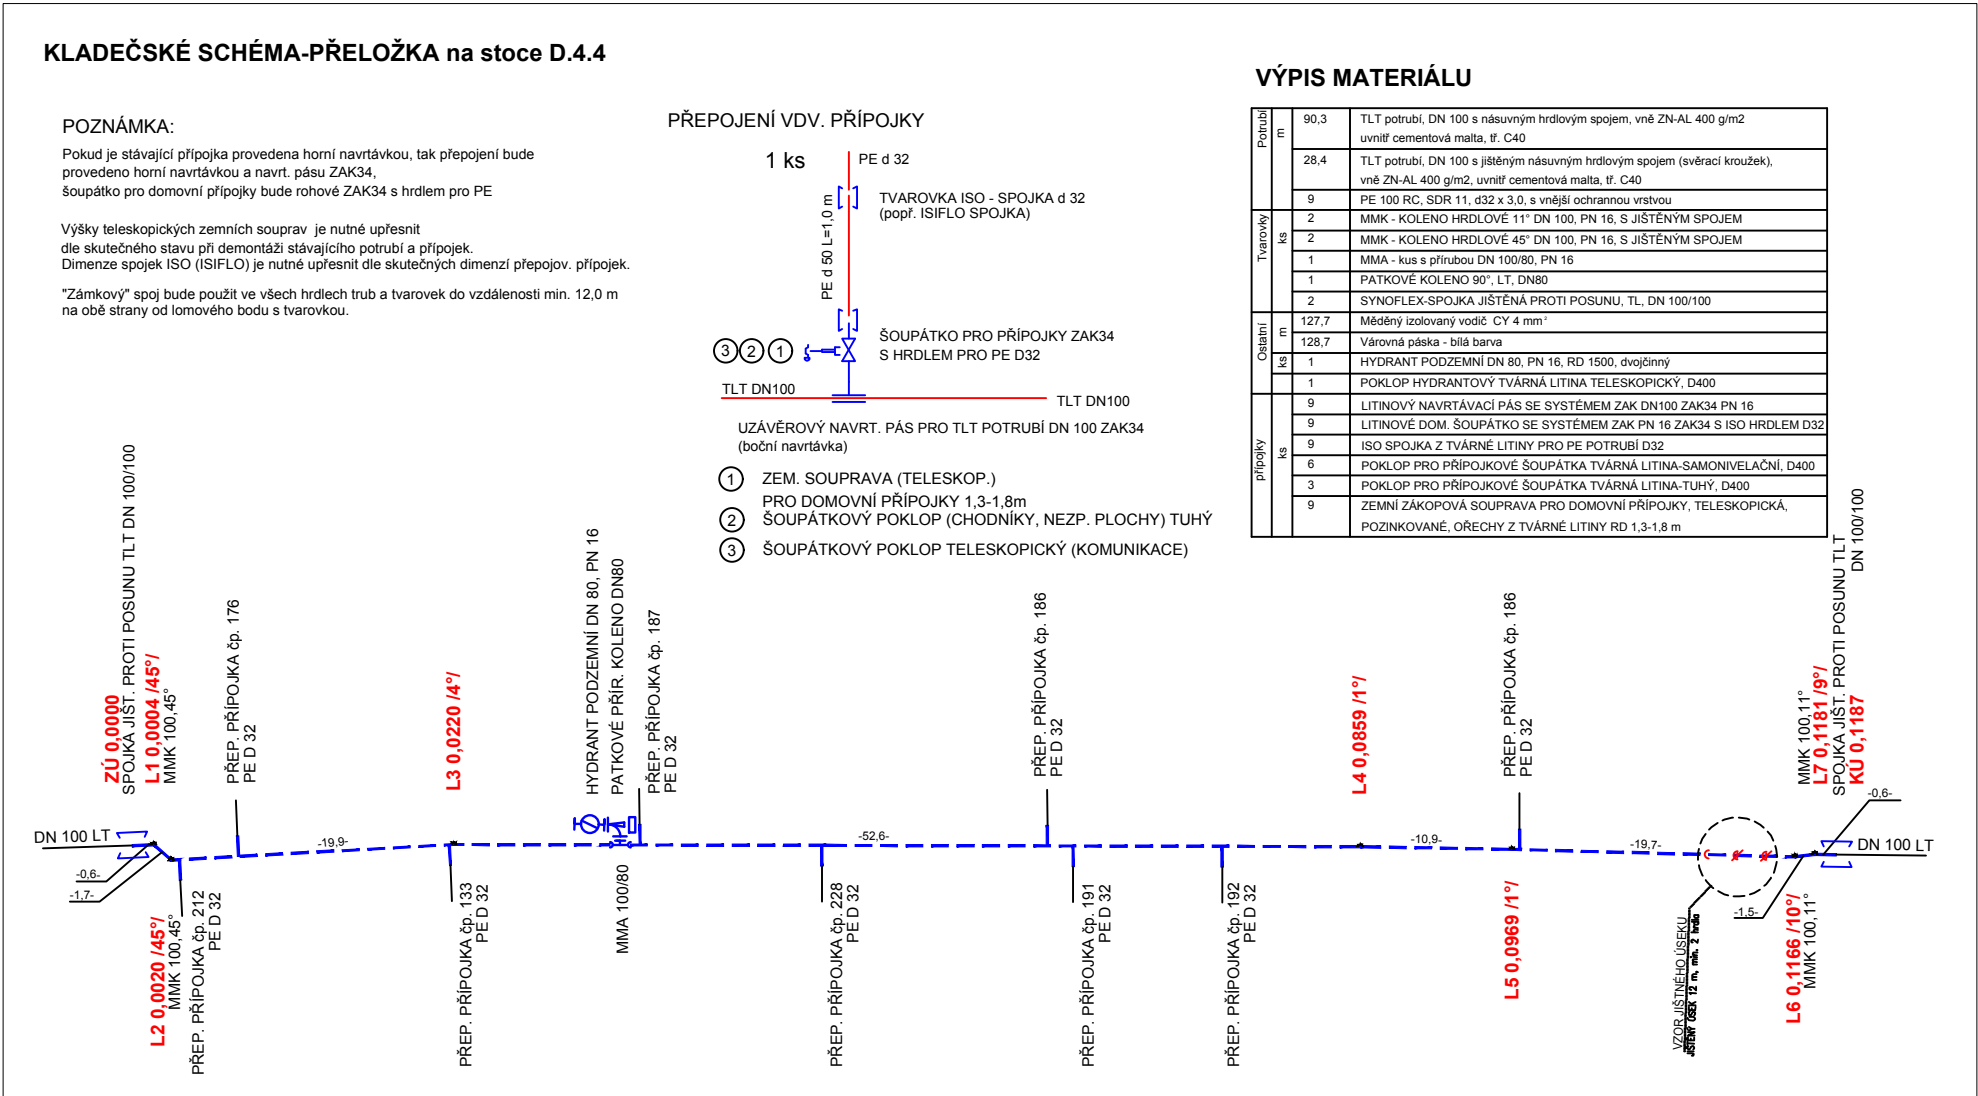 KLADEČSKÉ SCHÉMA-PŘELOŽKA na stoce D.4.4
POZNÁMKA:
Pokud je stávající přípojka provedena horní navrtávkou, tak přepojení bude
provedeno horní navrtávkou a navrt. pásu ZAK34,
šoupátko pro domovní přípojky bude rohové ZAK34 s hrdlem pro PE
Výšky teleskopických zemních souprav je nutné upřesnit
dle skutečného stavu při demontáži stávajícího potrubí a přípojek.
Dimenze spojek ISO (ISIFLO) je nutné upřesnit dle skutečných dimenzí přepojov. přípojek.
"Zámkový" spoj bude použit ve všech hrdlech trub a tvarovek do vzdálenosti min. 12,0 m
na obě strany od lomového bodu s tvarovkou.
PŘEPOJENÍ VDV. PŘÍPOJKY
1 ks
PE d 32
TVAROVKA ISO - SPOJKA d 32
(popř. ISIFLO SPOJKA)
PE d 50 L=1,0 m
ŠOUPÁTKO PRO PŘÍPOJKY ZAK34
S HRDLEM PRO PE D32
3 2 1
TLT DN100
TLT DN100
UZÁVĚROVÝ NAVRT. PÁS PRO TLT POTRUBÍ DN 100 ZAK34
(boční navrtávka)
1 ZEM. SOUPRAVA (TELESKOP.)
PRO DOMOVNÍ PŘÍPOJKY 1,3-1,8m
2 ŠOUPÁTKOVÝ POKLOP (CHODNÍKY, NEZP. PLOCHY) TUHÝ
3 ŠOUPÁTKOVÝ POKLOP TELESKOPICKÝ (KOMUNIKACE)
VÝPIS MATERIÁLU
Potrubí
m
90,3 TLT potrubí, DN 100 s násuvným hrdlovým spojem, vně ZN-AL 400 g/m2
uvnitř cementová malta, tř. C40
28,4 TLT potrubí, DN 100 s jištěným násuvným hrdlovým spojem (svěrací kroužek),
vně ZN-AL 400 g/m2, uvnitř cementová malta, tř. C40
9 PE 100 RC, SDR 11, d32 x 3,0, s vnější ochrannou vrstvou
Tvarovky
ks
2 MMK - KOLENO HRDLOVÉ 11° DN 100, PN 16, S JIŠTĚNÝM SPOJEM
2 MMK - KOLENO HRDLOVÉ 45° DN 100, PN 16, S JIŠTĚNÝM SPOJEM
1 MMA - kus s přírubou DN 100/80, PN 16
1 PATKOVÉ KOLENO 90°, LT, DN80
2 SYNOFLEX-SPOJKA JIŠTĚNÁ PROTI POSUNU, TL, DN 100/100
Ostatní
m
127,7 Měděný izolovaný vodič CY 4 mm²
128,7 Várovná páska - bílá barva
ks
1 HYDRANT PODZEMNÍ DN 80, PN 16, RD 1500, dvojčinný
1 POKLOP HYDRANTOVÝ TVÁRNÁ LITINA TELESKOPICKÝ, D400
přípojky
ks
9 LITINOVÝ NAVRTÁVACÍ PÁS SE SYSTÉMEM ZAK DN100 ZAK34 PN 16
9 LITINOVÉ DOM. ŠOUPÁTKO SE SYSTÉMEM ZAK PN 16 ZAK34 S ISO HRDLEM D32
9 ISO SPOJKA Z TVÁRNÉ LITINY PRO PE POTRUBÍ D32
6 POKLOP PRO PŘÍPOJKOVÉ ŠOUPÁTKA TVÁRNÁ LITINA-SAMONIVELAČNÍ, D400
3 POKLOP PRO PŘÍPOJKOVÉ ŠOUPÁTKA TVÁRNÁ LITINA-TUHÝ, D400
9 ZEMNÍ ZÁKOPOVÁ SOUPRAVA PRO DOMOVNÍ PŘÍPOJKY, TELESKOPICKÁ,
POZINKOVANÉ, OŘECHY Z TVÁRNÉ LITINY RD 1,3-1,8 m
ZÚ 0,0000
SPOJKA JIŠT. PROTI POSUNU TLT DN 100/100
L1 0,0004 /45°/
MMK 100,45°
PŘEP. PŘÍPOJKA čp. 176
PE D 32
L3 0,0220 /4°/
HYDRANT PODZEMNÍ DN 80, PN 16
PATKOVÉ PŘÍR. KOLENO DN80
PŘEP. PŘÍPOJKA čp. 187
PE D 32
PŘEP. PŘÍPOJKA čp. 186
PE D 32
L4 0,0859 /1°/
PŘEP. PŘÍPOJKA čp. 186
PE D 32
MMK 100,11°
L7 0,1181 /9°/
SPOJKA JIŠT. PROTI POSUNU TLT
DN 100/100
KÚ 0,1187
DN 100 LT
-0,6-
-1,7-
-19,9-
-52,6-
-10,9-
-19,7-
-0,6-
-1,5-
DN 100 LT
L2 0,0020 /45°/
MMK 100,45°
PŘEP. PŘÍPOJKA čp. 212
PE D 32
PŘEP. PŘÍPOJKA čp. 133
PE D 32
MMA 100/80
PŘEP. PŘÍPOJKA čp. 228
PE D 32
PŘEP. PŘÍPOJKA čp. 191
PE D 32
PŘEP. PŘÍPOJKA čp. 192
PE D 32
L5 0,0969 /1°/
VZOR JIŠTNÉHO ÚSEKU
JIŠTĚNÝ ÚSEK 12 m, min. 2 hrdla
L6 0,1166 /10°/
MMK 100,11°